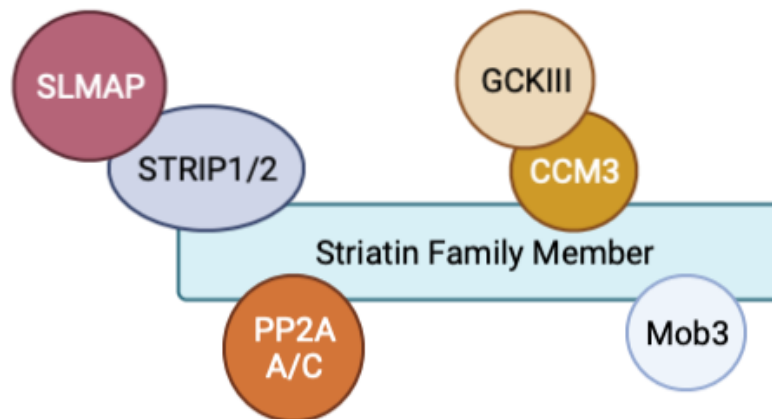 SLMAP
GCKIII
STRIP1/2
CCM3
Striatin Family Member
PP2A
A/C
Mob3